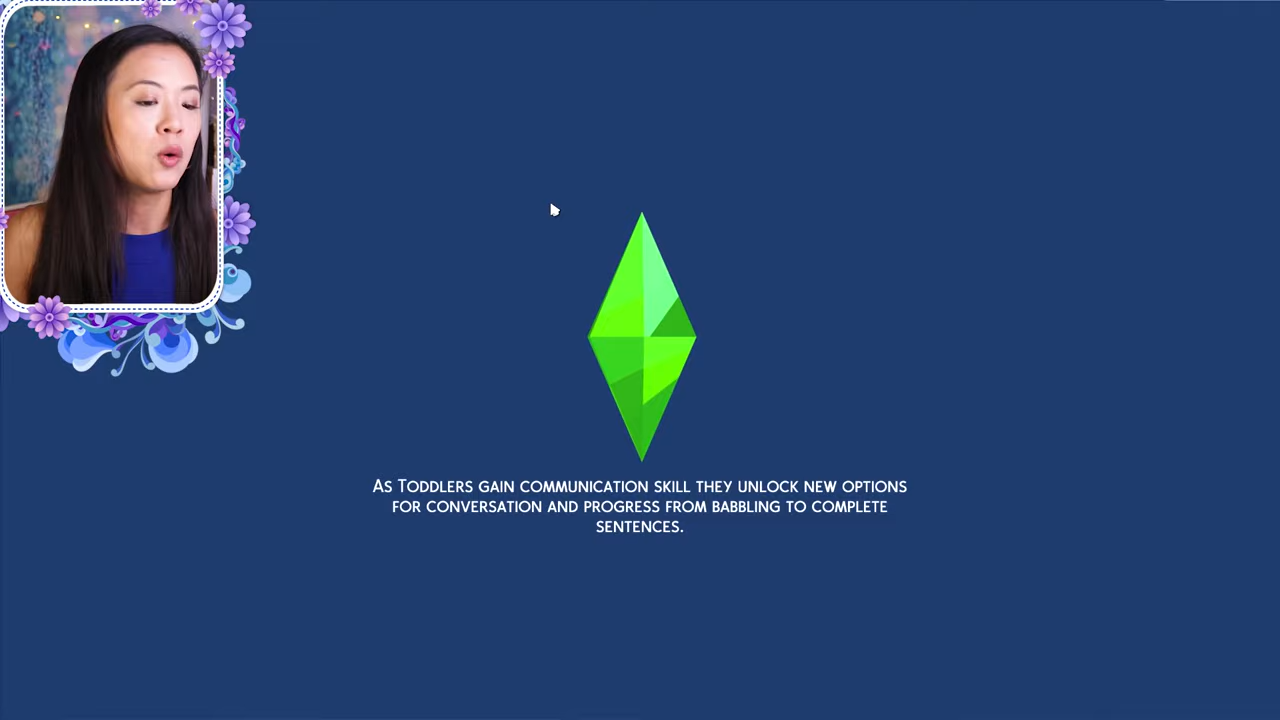 As Toddlers gain communication skill they unlock new options
for conversation and progress from babbling to complete
sentences.